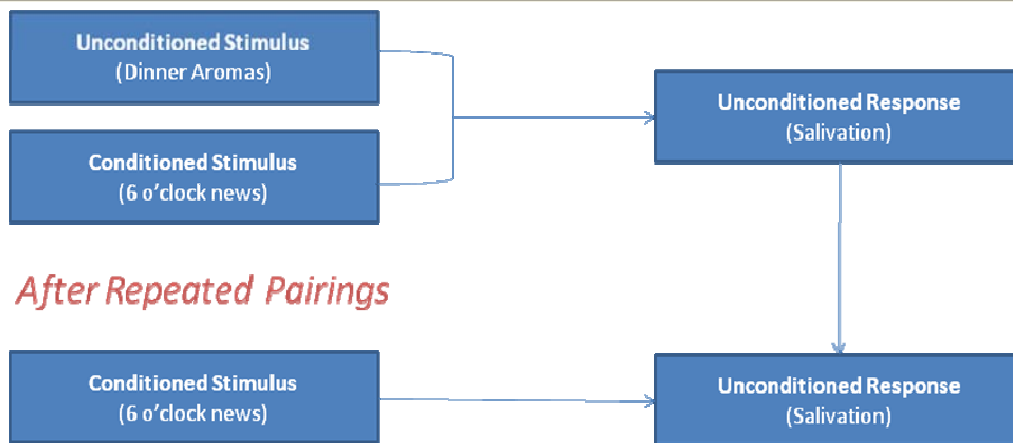 Unconditioned Stimulus
(Dinner Aromas)
Conditioned Stimulus
(6 o’clock news)
Unconditioned Response
(Salivation)
After Repeated Pairings
Conditioned Stimulus
(6 o’clock news)
Unconditioned Response
(Salivation)